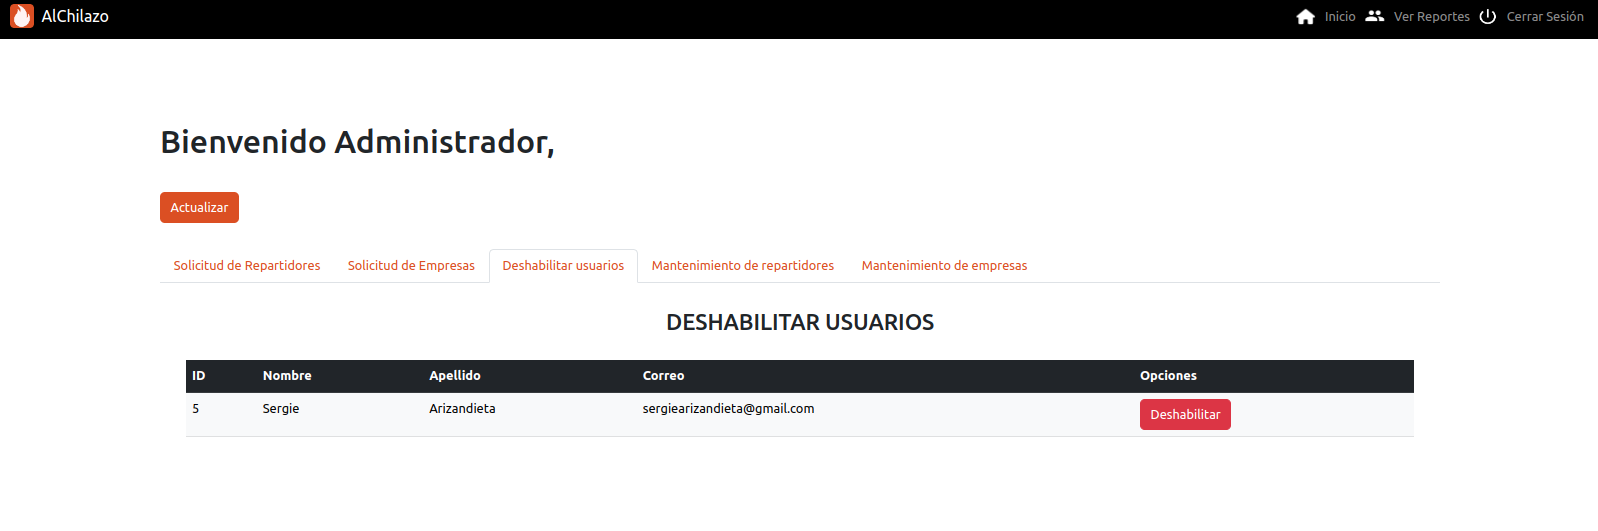 AlChilazo Inicio Ver Reportes Cerrar Sesión
Bienvenido Administrador,
Actualizar
Solicitud de Repartidores Solicitud de Empresas Deshabilitar usuarios Mantenimiento de repartidores Mantenimiento de empresas
DESHABILITAR USUARIOS
ID Nombre Apellido Correo Opciones
5 Sergie Arizandieta sergiearizandieta@gmail.com Deshabilitar